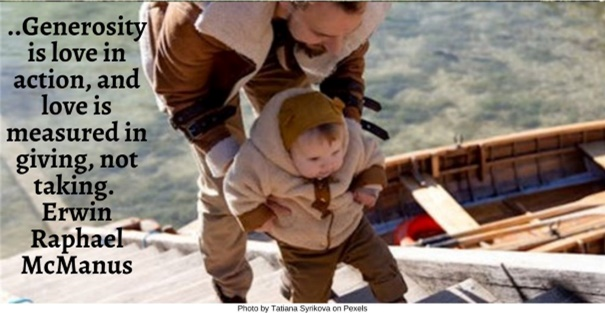 ..Generosity
is love in
action, and
love is
measured in
giving, not
taking.
Erwin
Raphael
McManus
Photo by Tatiana Syrikova on Pexels